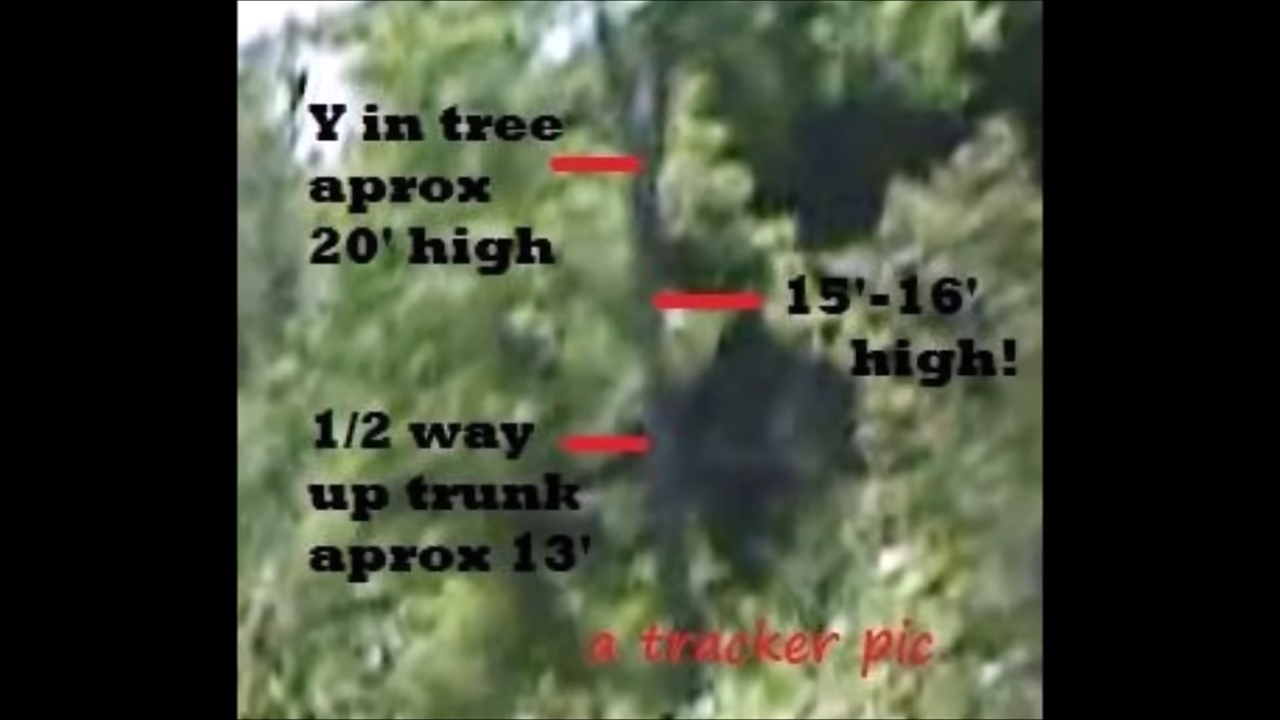 Y in tree
aprox
20' high
15'-16'
high!
1/2 way
up trunk
aprox 13'
a tracker pic